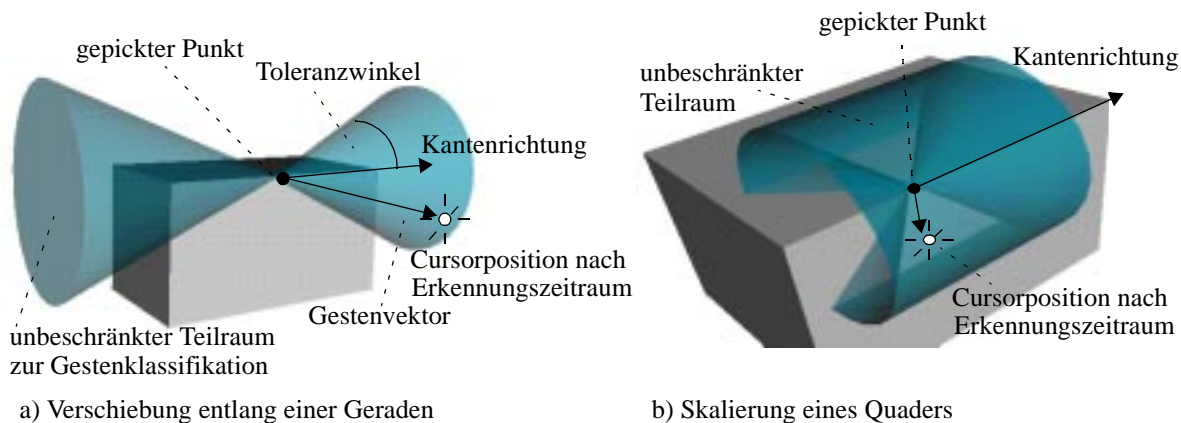 gepickter Punkt
Toleranzwinkel
Kantenrichtung
Cursorposition nach
Erkennungszeitraum
Gestenvektor
unbeschränkter Teilraum
zur Gestenklassifikation
a) Verschiebung entlang einer Geraden
gepickter Punkt
Kantenrichtung
unbeschränkter
Teilraum
Cursorposition nach
Erkennungszeitraum
b) Skalierung eines Quaders